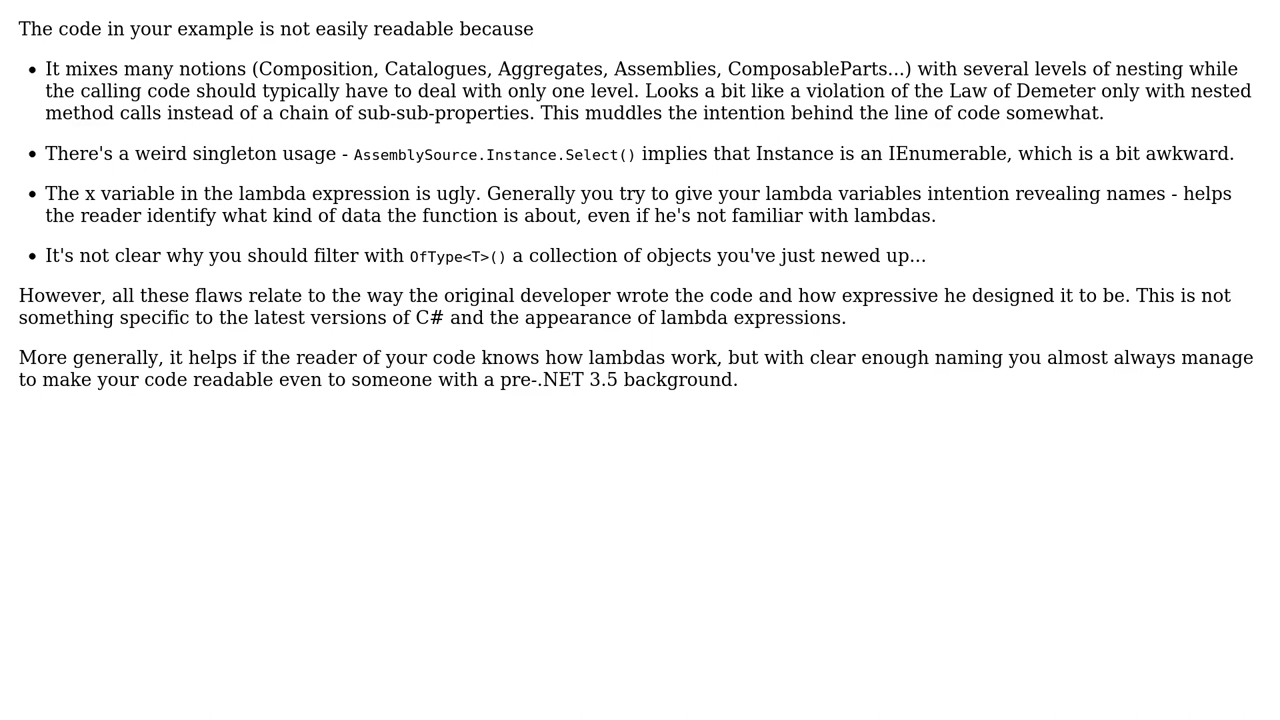 The code in your example is not easily readable because
• It mixes many notions (Composition, Catalogues, Aggregates, Assemblies, ComposableParts...) with several levels of nesting while
the calling code should typically have to deal with only one level. Looks a bit like a violation of the Law of Demeter only with nested
method calls instead of a chain of sub-sub-properties. This muddles the intention behind the line of code somewhat.
• There's a weird singleton usage - AssemblySource.Instance.Select() implies that Instance is an IEnumerable, which is a bit awkward.
• The x variable in the lambda expression is ugly. Generally you try to give your lambda variables intention revealing names - helps
the reader identify what kind of data the function is about, even if he's not familiar with lambdas.
• It's not clear why you should filter with OfType<T>() a collection of objects you've just newed up...
However, all these flaws relate to the way the original developer wrote the code and how expressive he designed it to be. This is not
something specific to the latest versions of C# and the appearance of lambda expressions.
More generally, it helps if the reader of your code knows how lambdas work, but with clear enough naming you almost always manage
to make your code readable even to someone with a pre-.NET 3.5 background.